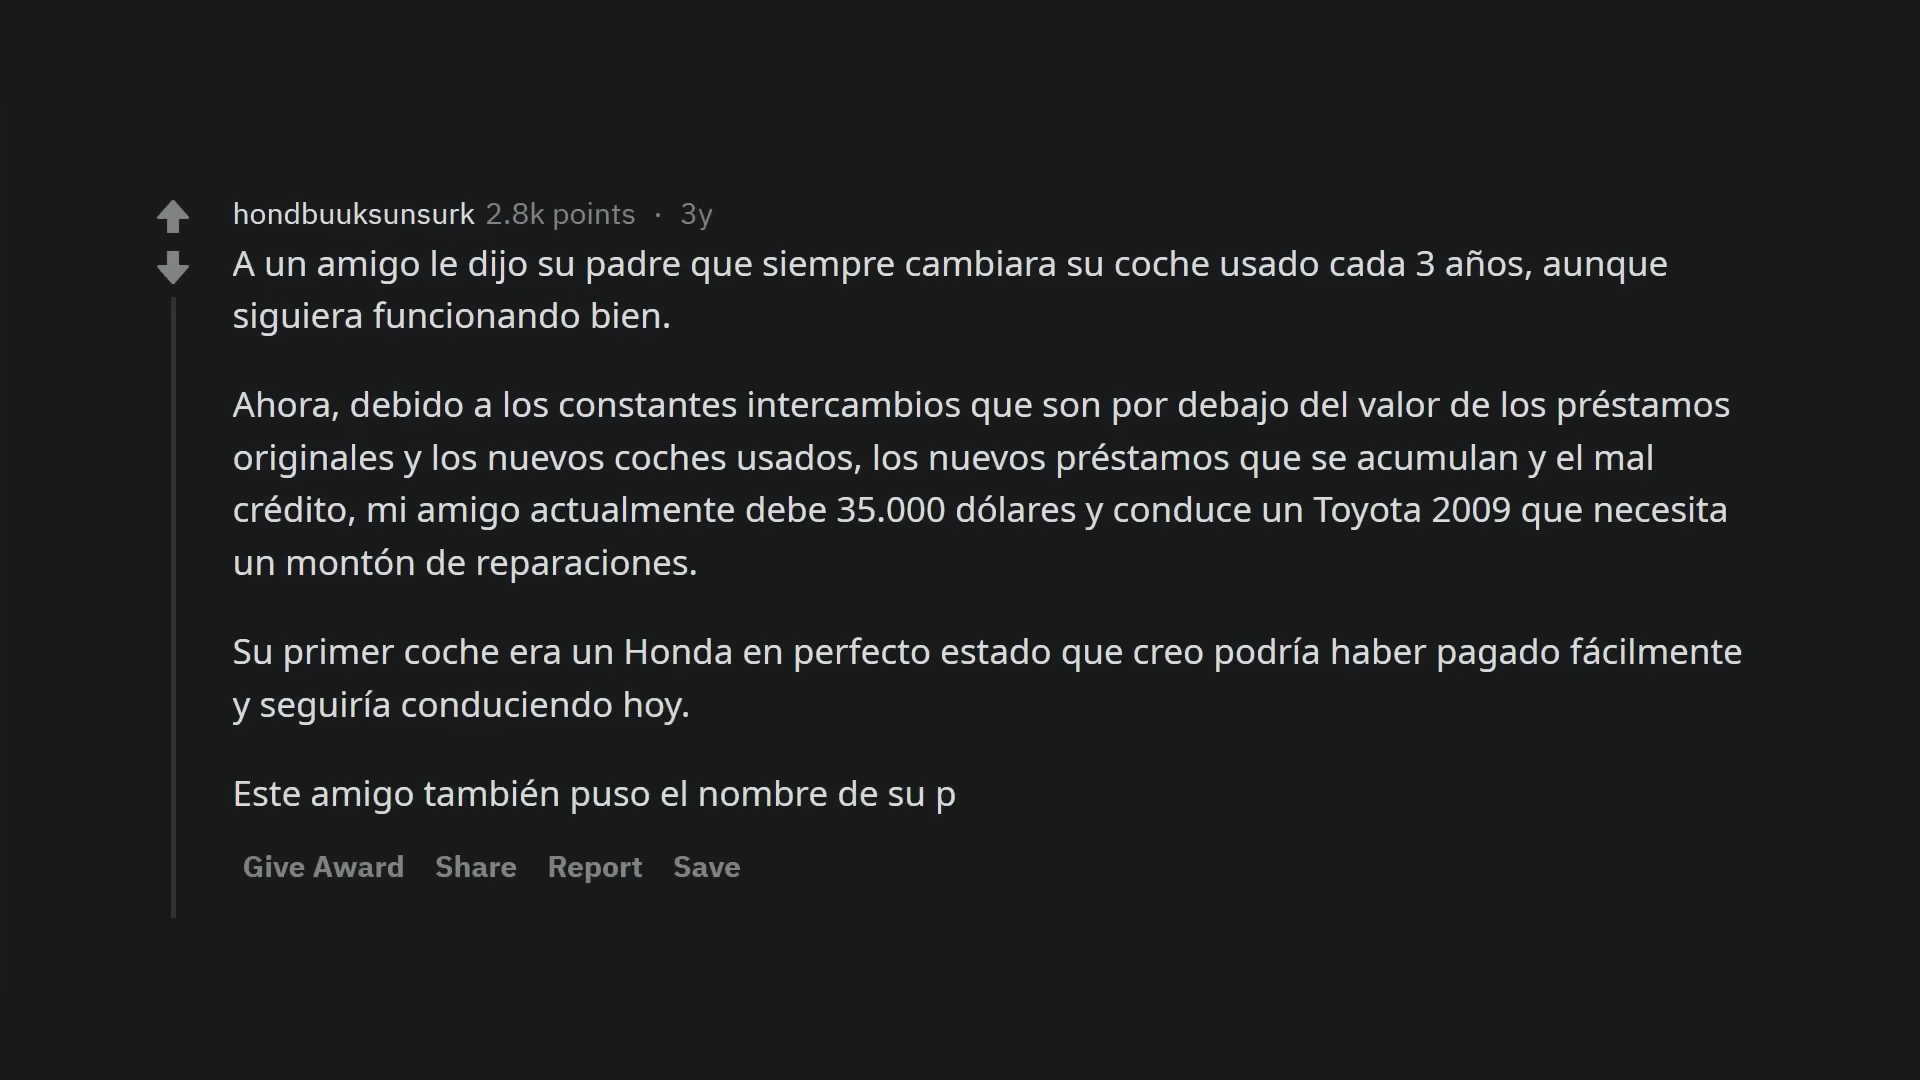 hondbuuksunsurk 2.8k points · 3y
A un amigo le dijo su padre que siempre cambiara su coche usado cada 3 años, aunque
siguiera funcionando bien.
Ahora, debido a los constantes intercambios que son por debajo del valor de los préstamos
originales y los nuevos coches usados, los nuevos préstamos que se acumulan y el mal
crédito, mi amigo actualmente debe 35.000 dólares y conduce un Toyota 2009 que necesita
un montón de reparaciones.
Su primer coche era un Honda en perfecto estado que creo podría haber pagado fácilmente
y seguiría conduciendo hoy.
Este amigo también puso el nombre de su p
Give Award Share Report Save